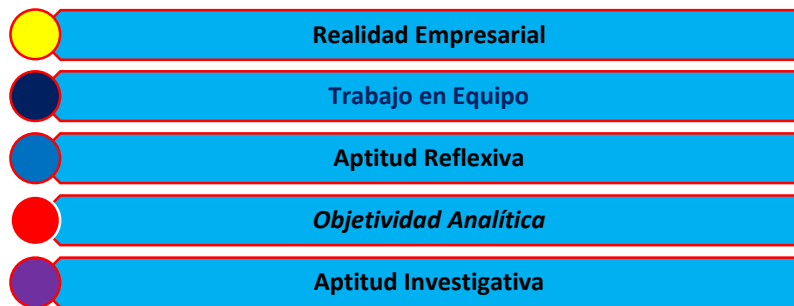 Realidad Empresarial
Trabajo en Equipo
Aptitud Reflexiva
Objetividad Analítica
Aptitud Investigativa